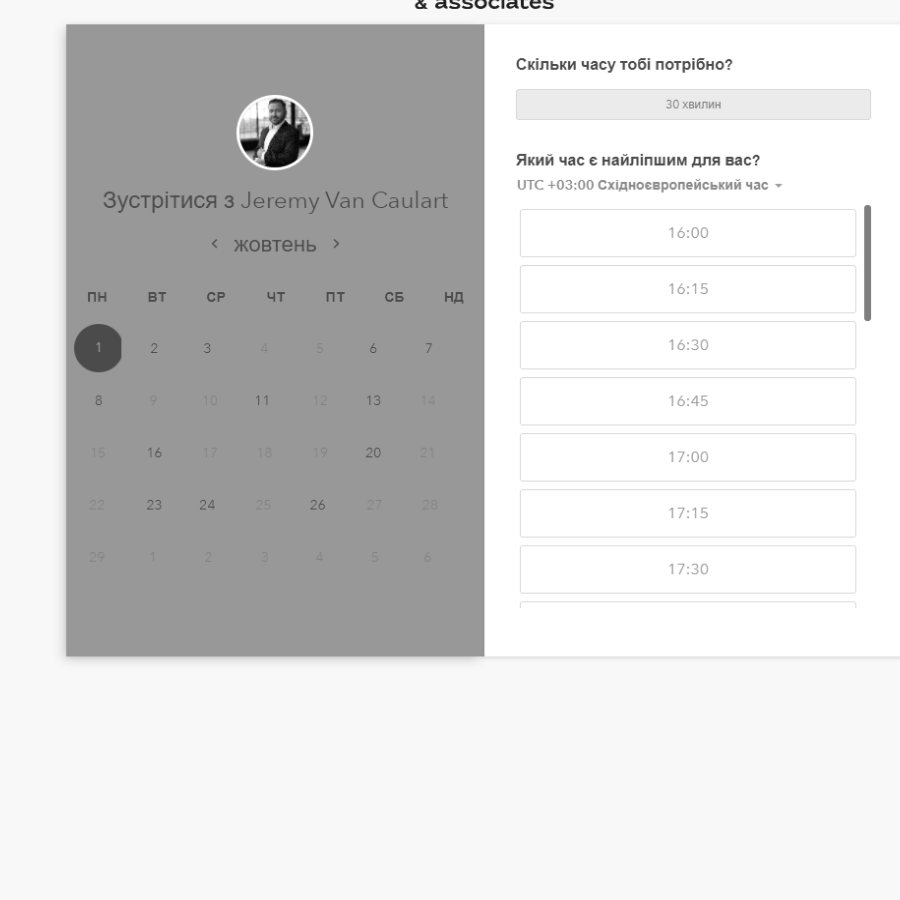 & associates
Зустрітися з Jeremy Van Caulart
жовтень
ПН ВТ СР ЧТ ПТ СБ НД
1 2 3 4 5 6 7
8 9 10 11 12 13 14
15 16 17 18 19 20 21
22 23 24 25 26 27 28
29 1 2 3 4 5 6
Скільки часу тобі потрібно?
30 хвилин
Який час є найліпшим для вас?
UTC +03:00 Східноєвропейський час
16:00
16:15
16:30
16:45
17:00
17:15
17:30